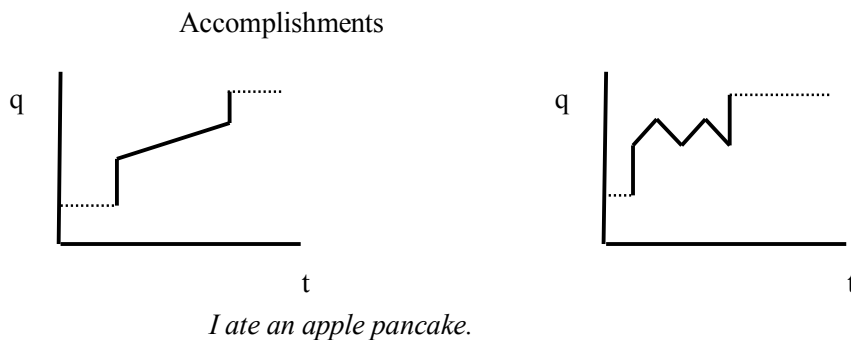 Accomplishments
q
q
t
t
I ate an apple pancake.